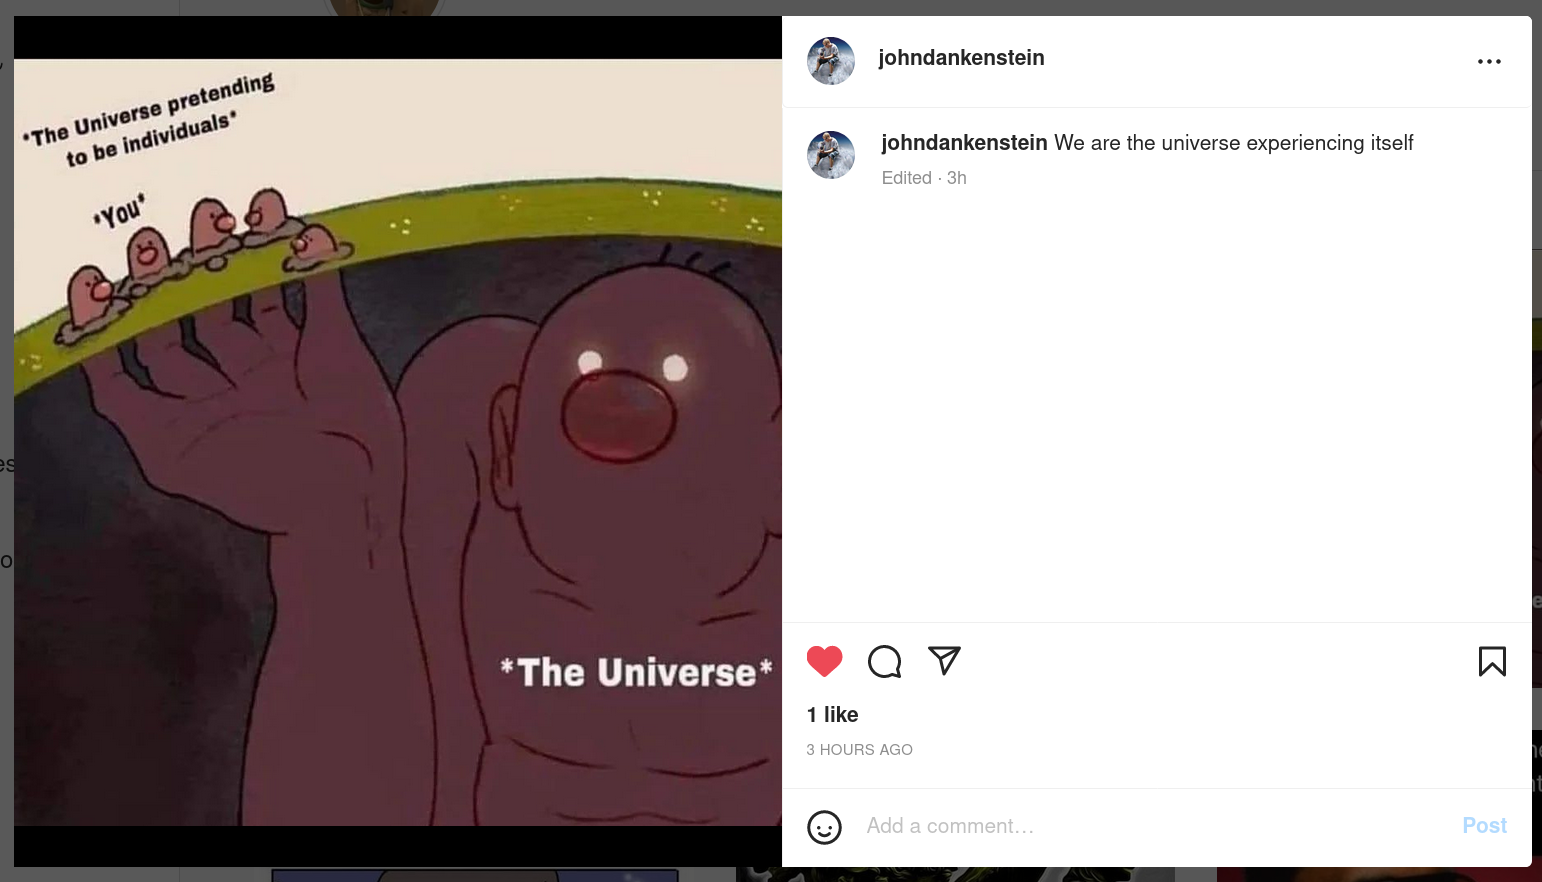 *The Universe pretending
to be individuals*
*You*
*The Universe*
johndankenstein
johndankenstein We are the universe experiencing itself
Edited · 3h
1 like
3 HOURS AGO
Add a comment…
Post